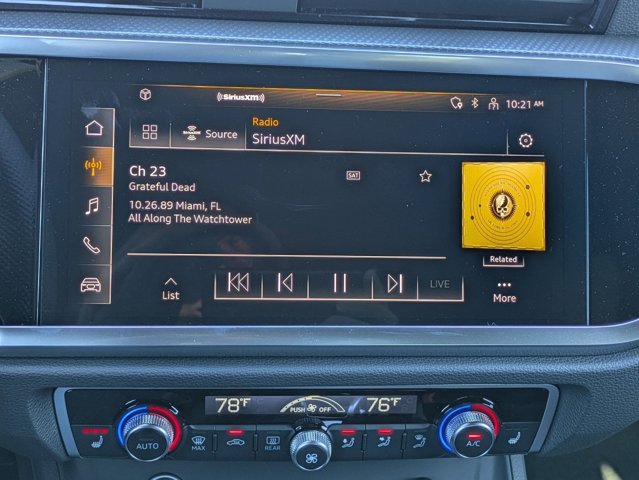 SiriusXM
10:21 AM
Radio
SiriusXM
Source
Ch 23
SAT
Grateful Dead
10.26.89 Miami, FL
All Along The Watchtower
Related
List
LIVE
More
78°F
PUSH OFF
76°F
AUTO
MAX
REAR
A/C